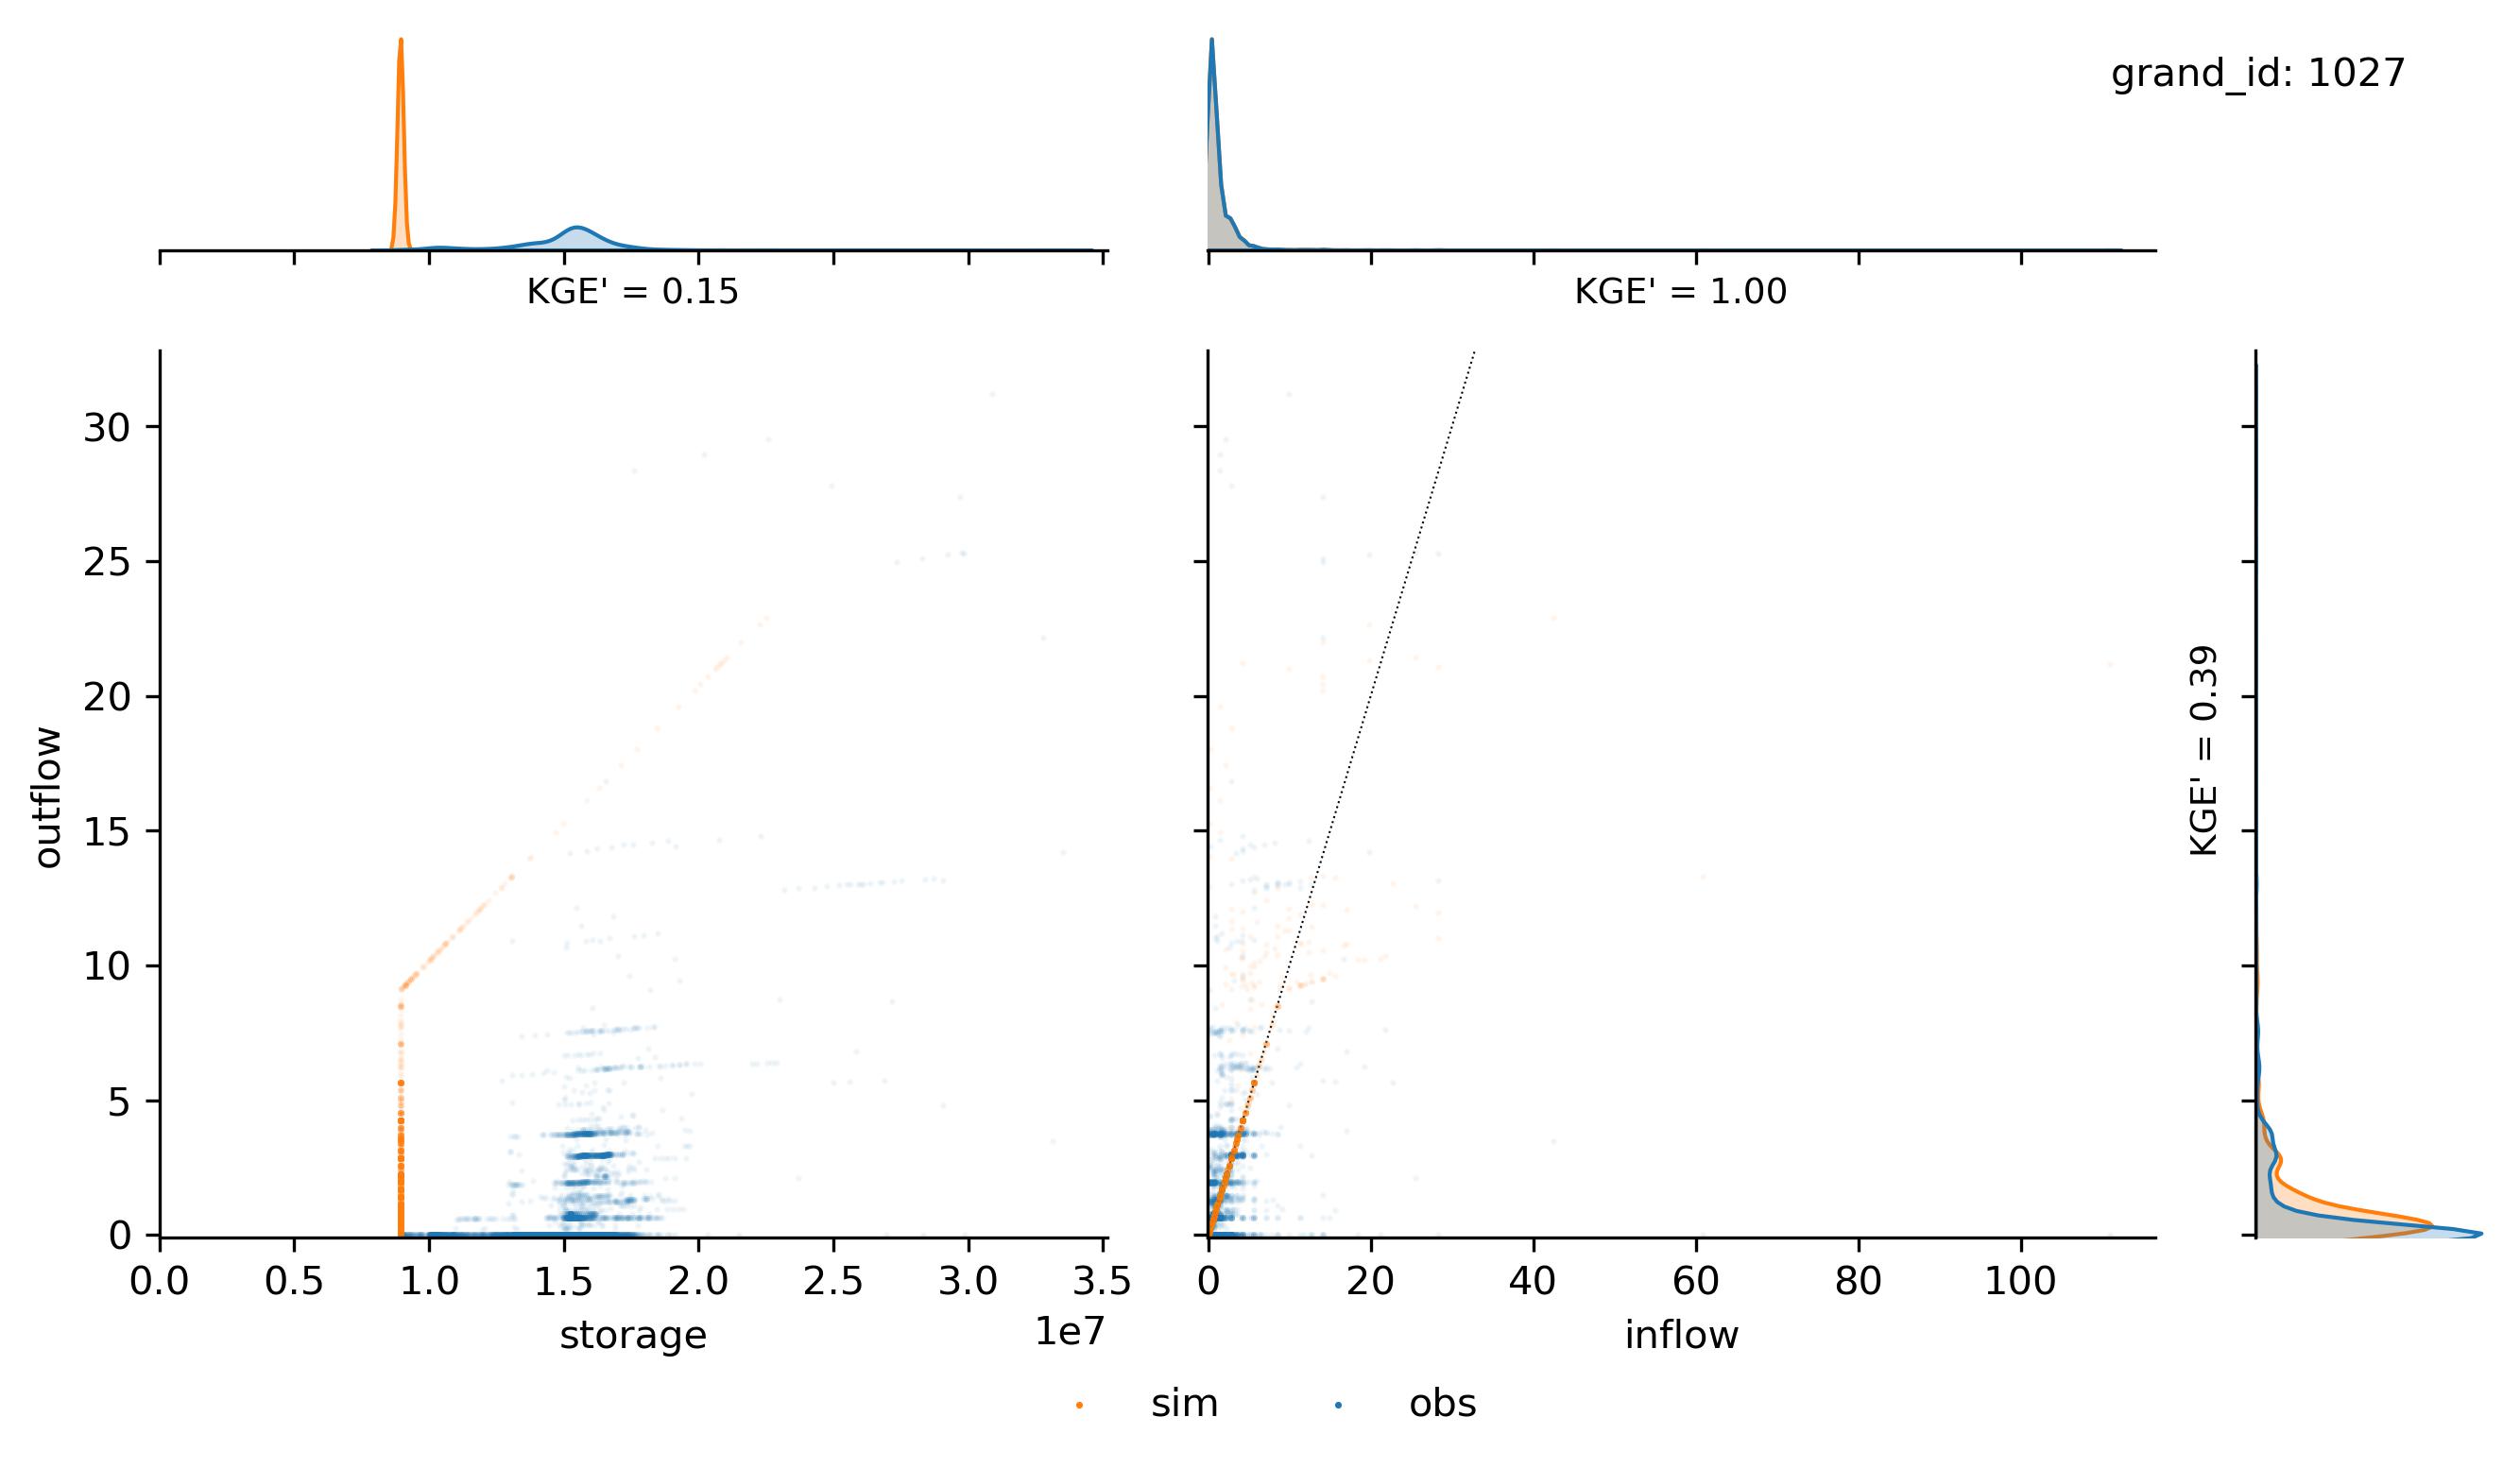 grand_id: 1027
KGE' = 0.15
KGE' = 1.00
30
25
20
15
10
5
0
outflow
KGE' = 0.39
0.0 0.5 1.0 1.5 2.0 2.5 3.0 3.5
1e7
storage
0 20 40 60 80 100
inflow
sim obs